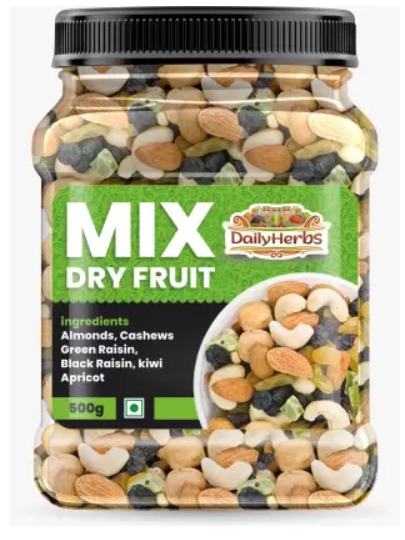 MIX
DailyHerbs
DRY FRUIT
ingredients
Almonds, Cashews
Green Raisin,
Black Raisin, kiwi
Apricot
500g